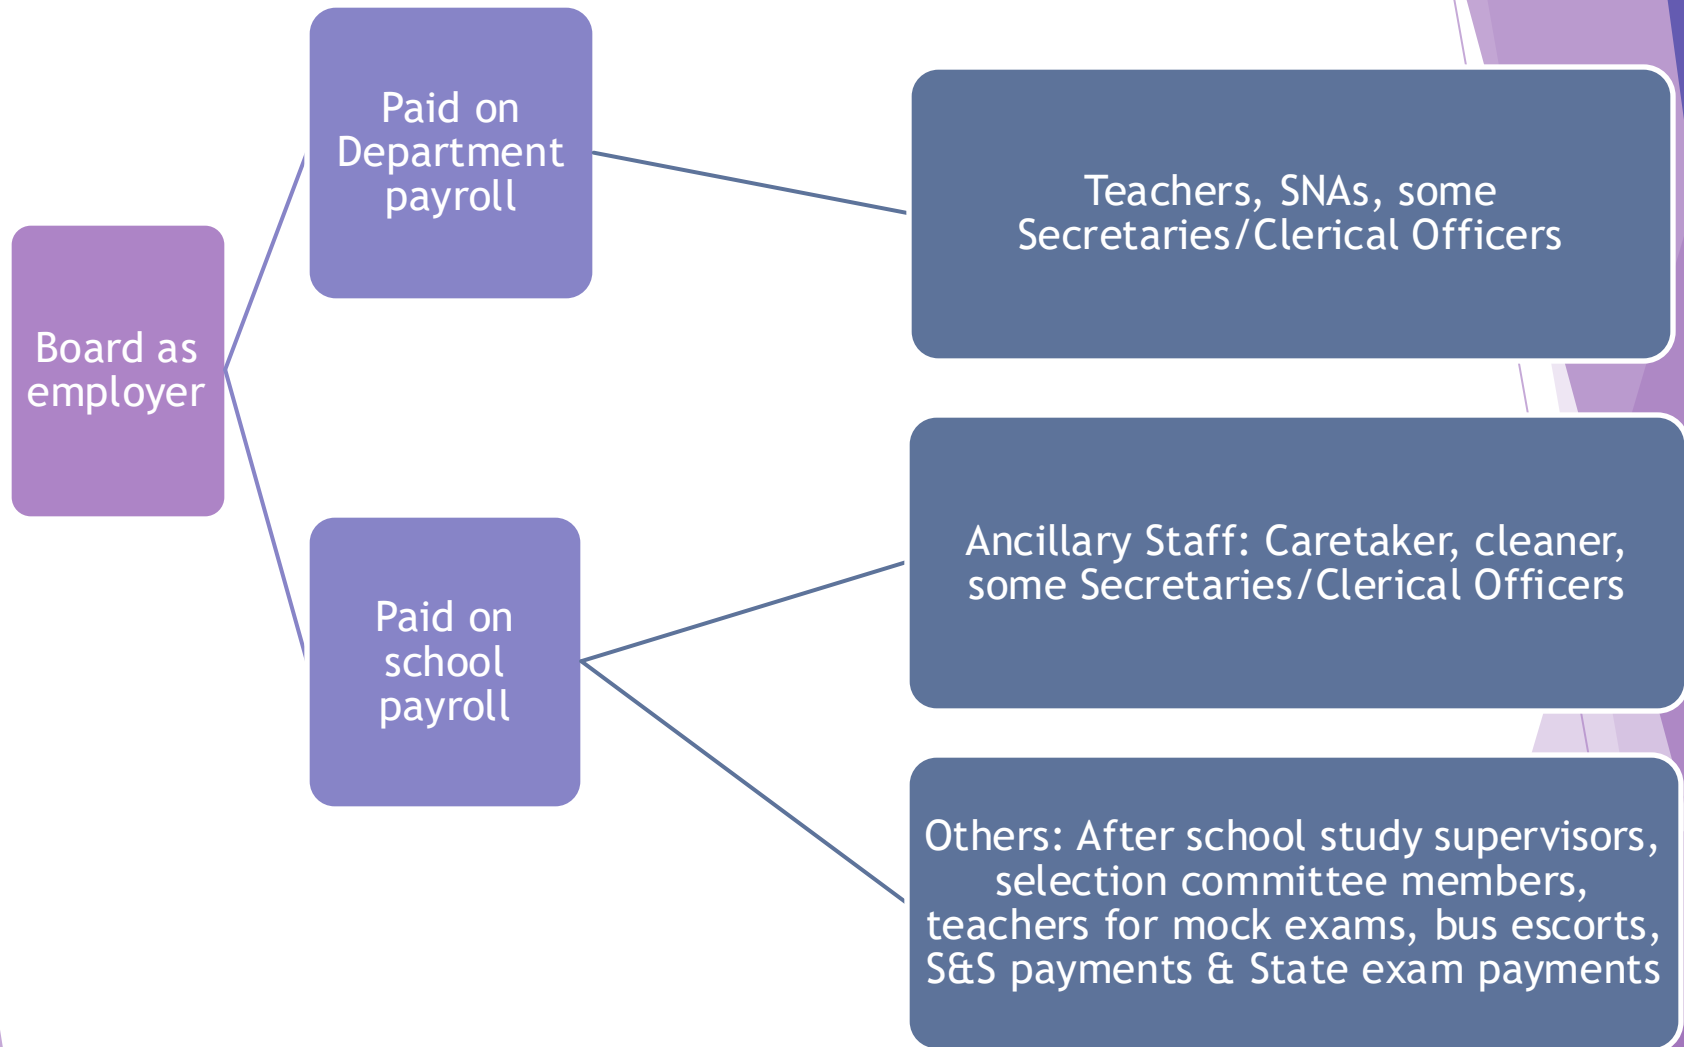 Board as
employer
Paid on
Department
payroll
Teachers, SNAs, some
Secretaries/Clerical Officers
Paid on
school
payroll
Ancillary Staff: Caretaker, cleaner,
some Secretaries/Clerical Officers
Others: After school study supervisors,
selection committee members,
teachers for mock exams, bus escorts,
S&S payments & State exam payments